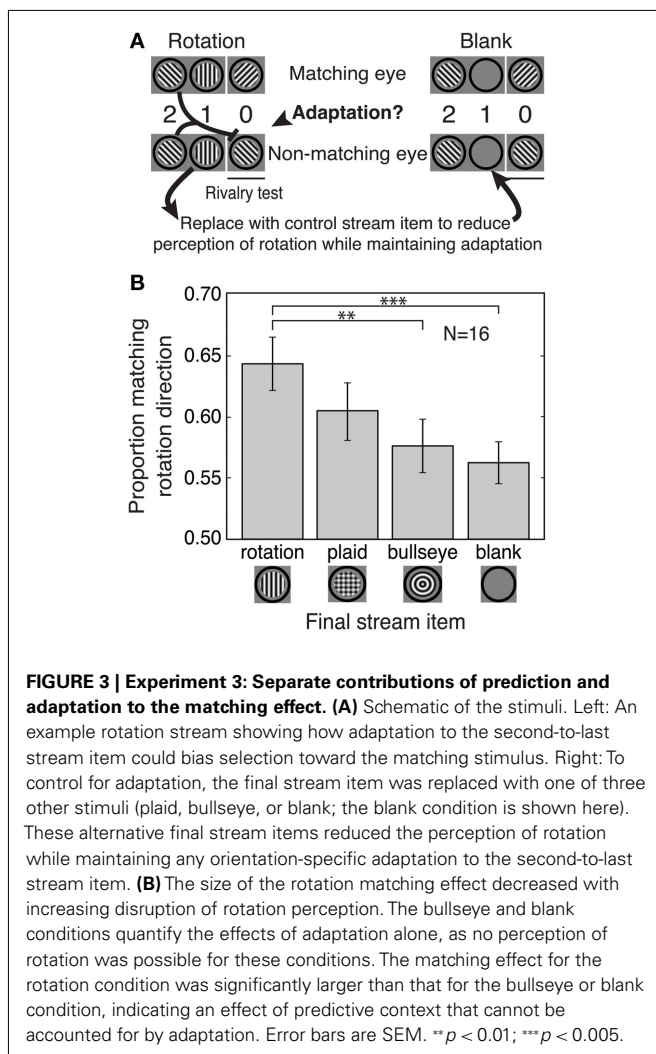 A
Rotation
Blank
Matching eye
2 1 0
Adaptation?
2 1 0
Non-matching eye
Rivalry test
Replace with control stream item to reduce
perception of rotation while maintaining adaptation
B
0.70
0.65
0.60
0.55
0.50
Proportion matching
rotation direction
***
**
N=16
rotation plaid bullseye blank
Final stream item
FIGURE 3 | Experiment 3: Separate contributions of prediction and
adaptation to the matching effect. (A) Schematic of the stimuli. Left: An
example rotation stream showing how adaptation to the second-to-last
stream item could bias selection toward the matching stimulus. Right: To
control for adaptation, the final stream item was replaced with one of three
other stimuli (plaid, bullseye, or blank; the blank condition is shown here).
These alternative final stream items reduced the perception of rotation
while maintaining any orientation-specific adaptation to the second-to-last
stream item. (B) The size of the rotation matching effect decreased with
increasing disruption of rotation perception. The bullseye and blank
conditions quantify the effects of adaptation alone, as no perception of
rotation was possible for these conditions. The matching effect for the
rotation condition was significantly larger than that for the bullseye or blank
condition, indicating an effect of predictive context that cannot be
accounted for by adaptation. Error bars are SEM. **p < 0.01; ***p < 0.005.